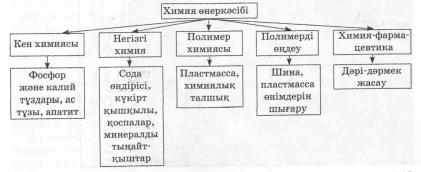 Химия өнеркәсібі
Кен химиясы
Негізгі
химия
Полимер
химиясы
Полимерді
өңдеу
Химия-фарма-
цевтика
Фосфор
және калий
тұздары, ас
тұзы, апатит
Сода
өндірісі,
күкірт
қышқылы,
қоспалар,
минералды
тыңайт-
қыштар
Пластмасса,
химиялық
талшық
Шина,
пластмасса
өнімдерін
шығару
Дәрі-дәрмек
жасау